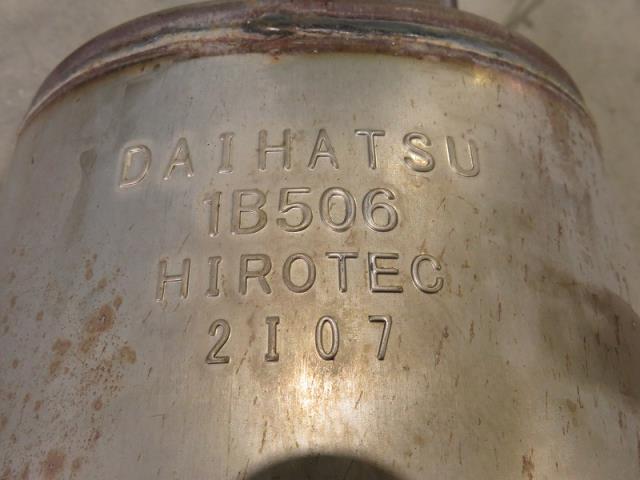 DAIHATSU
1B506
HIROTEC
2I07